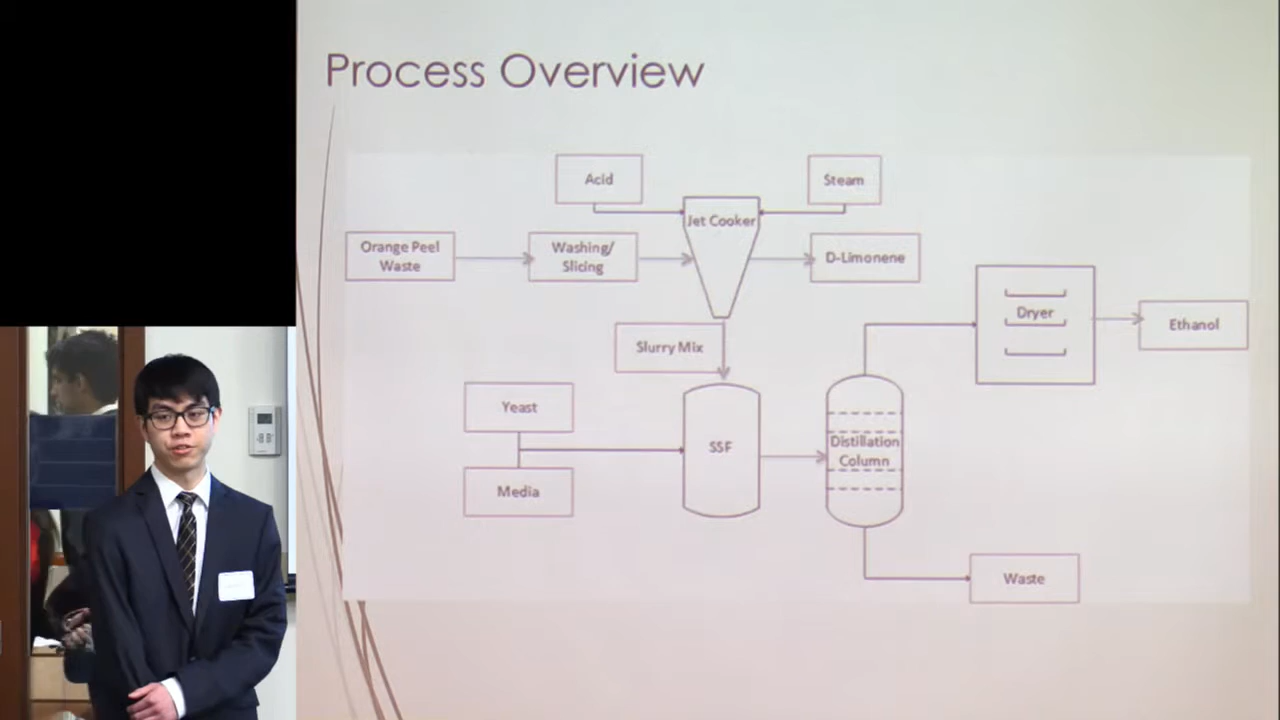 Process Overview
Acid
Steam
Jet Cooker
Orange Peel
Waste
Washing/
Slicing
D-Limonene
Dryer
Ethanol
Slurry Mix
Yeast
SSF
Distillation
Column
Media
Waste